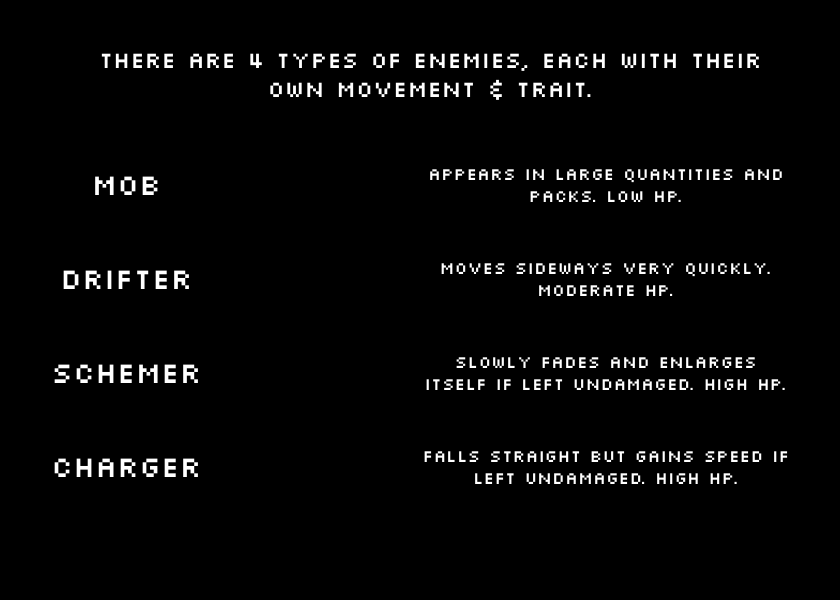 THERE ARE 4 TYPES OF ENEMIES, EACH WITH THEIR
OWN MOVEMENT & TRAIT.
MOB
APPEARS IN LARGE QUANTITIES AND
PACKS. LOW HP.
DRIFTER
MOVES SIDEWAYS VERY QUICKLY.
MODERATE HP.
SCHEMER
SLOWLY FADES AND ENLARGES
ITSELF IF LEFT UNDAMAGED. HIGH HP.
CHARGER
FALLS STRAIGHT BUT GAINS SPEED IF
LEFT UNDAMAGED. HIGH HP.